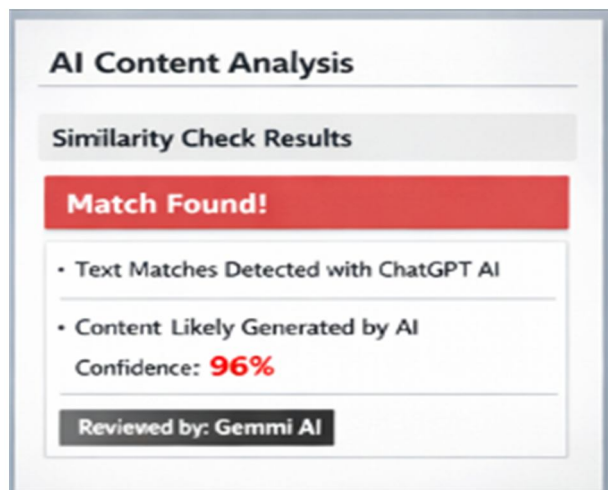 AI Content Analysis
Similarity Check Results
Match Found!
• Text Matches Detected with ChatGPT AI
• Content Likely Generated by AI
Confidence: 96%
Reviewed by: Gemmi AI